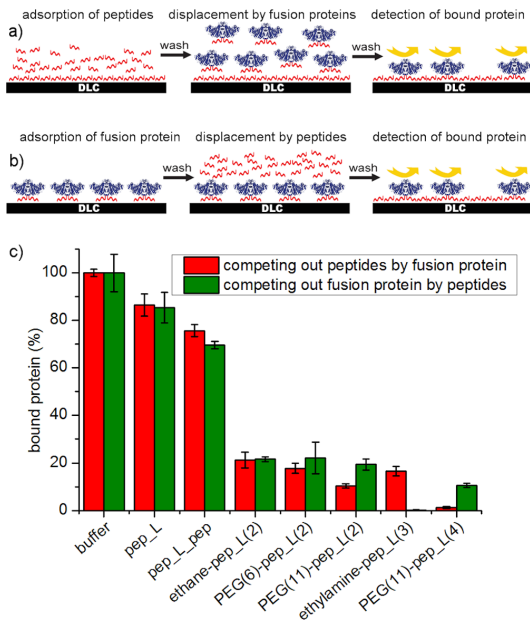 adsorption of peptides displacement by fusion proteins detection of bound protein
a) wash wash
DLC DLC DLC
adsorption of fusion protein displacement by peptides detection of bound protein
b) wash wash
DLC DLC DLC
c)
competing out peptides by fusion protein
competing out fusion protein by peptides
bound protein (%)
100
80
60
40
20
0
buffer
pep_L
pep_L_pep
ethane-pep_L(2)
PEG(6)-pep_L(2)
PEG(11)-pep_L(2)
ethylamine-pep_L(3)
PEG(11)-pep_L(4)